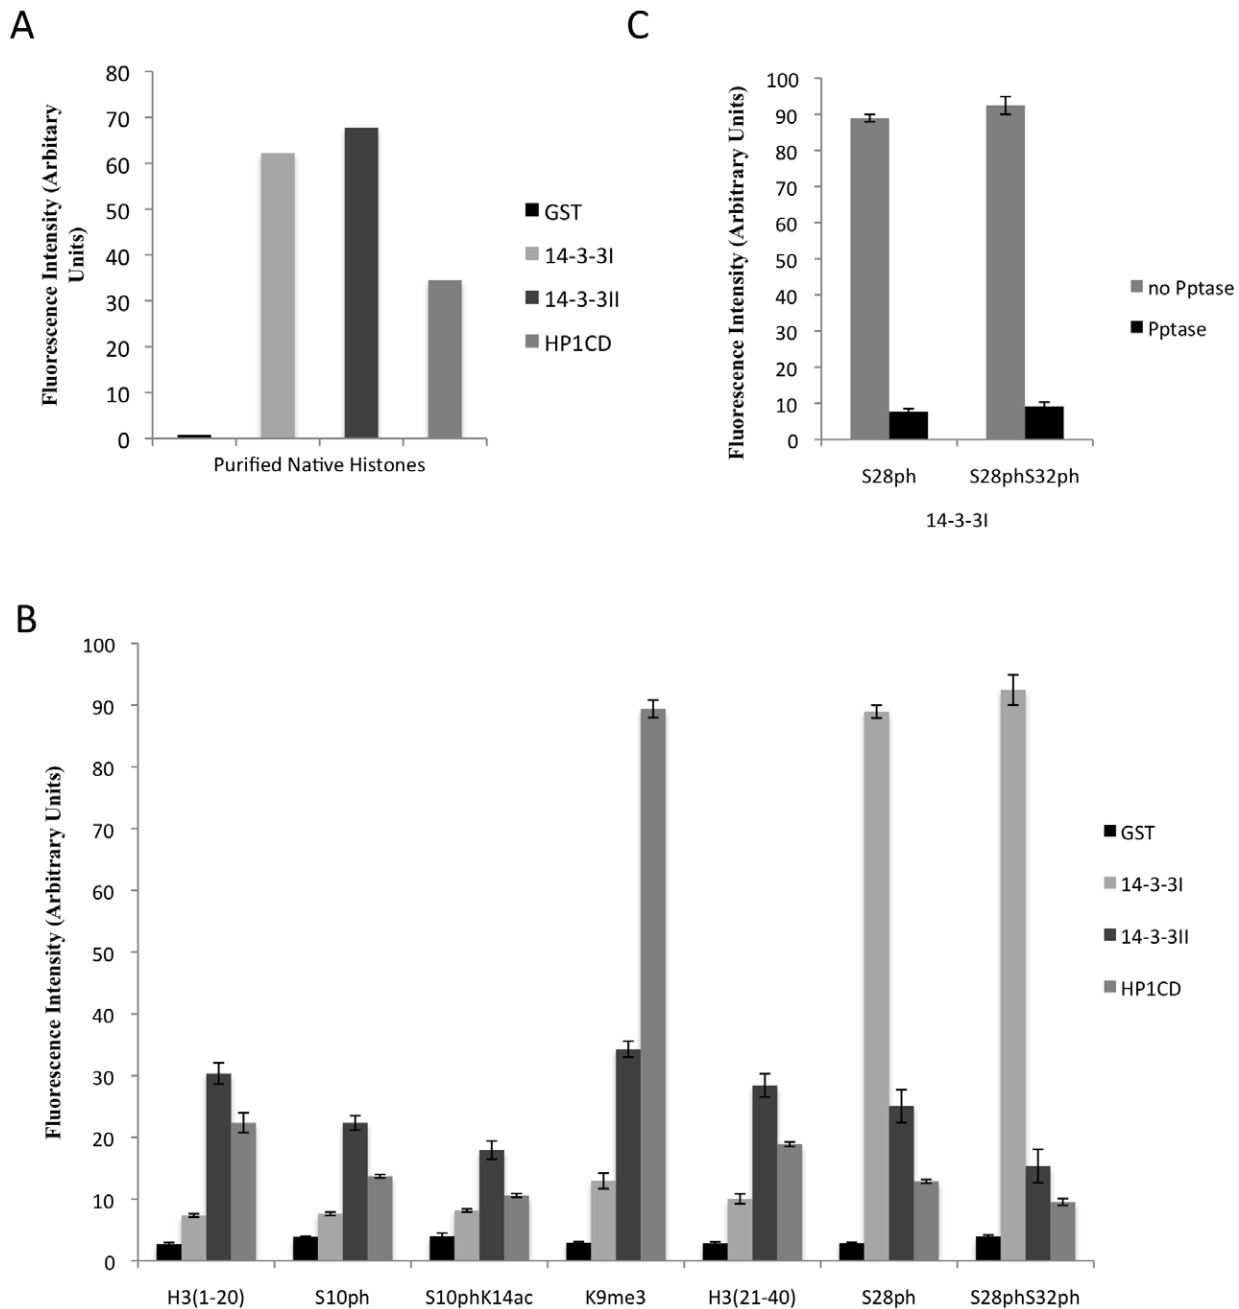 A
Fluorescence Intensity (Arbitary
Units)
80
70
60
50
40
30
20
10
0
Purified Native Histones
GST
14-3-3I
14-3-3II
HP1CD
C
Fluorescence Intensity (Arbitrary Units)
100
90
80
70
60
50
40
30
20
10
0
S28ph S28phS32ph
14-3-3I
no Pptase
Pptase
B
Fluorescence Intensity (Arbitrary Units)
100
90
80
70
60
50
40
30
20
10
0
H3(1-20) S10ph S10phK14ac K9me3 H3(21-40) S28ph S28phS32ph
GST
14-3-3I
14-3-3II
HP1CD